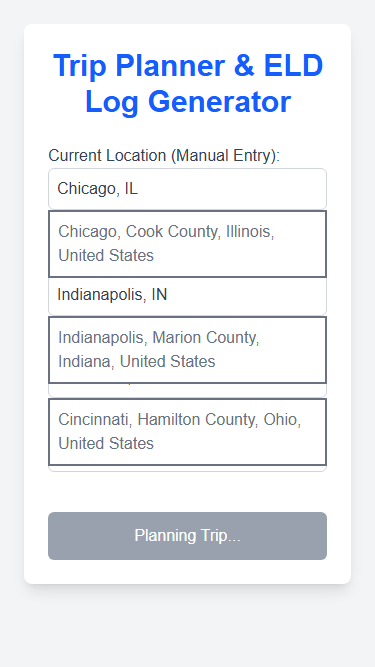 Trip Planner & ELD
Log Generator
Current Location (Manual Entry):
Chicago, IL
Chicago, Cook County, Illinois,
United States
Indianapolis, IN
Indianapolis, Marion County,
Indiana, United States
Cincinnati, Hamilton County, Ohio,
United States
Planning Trip...